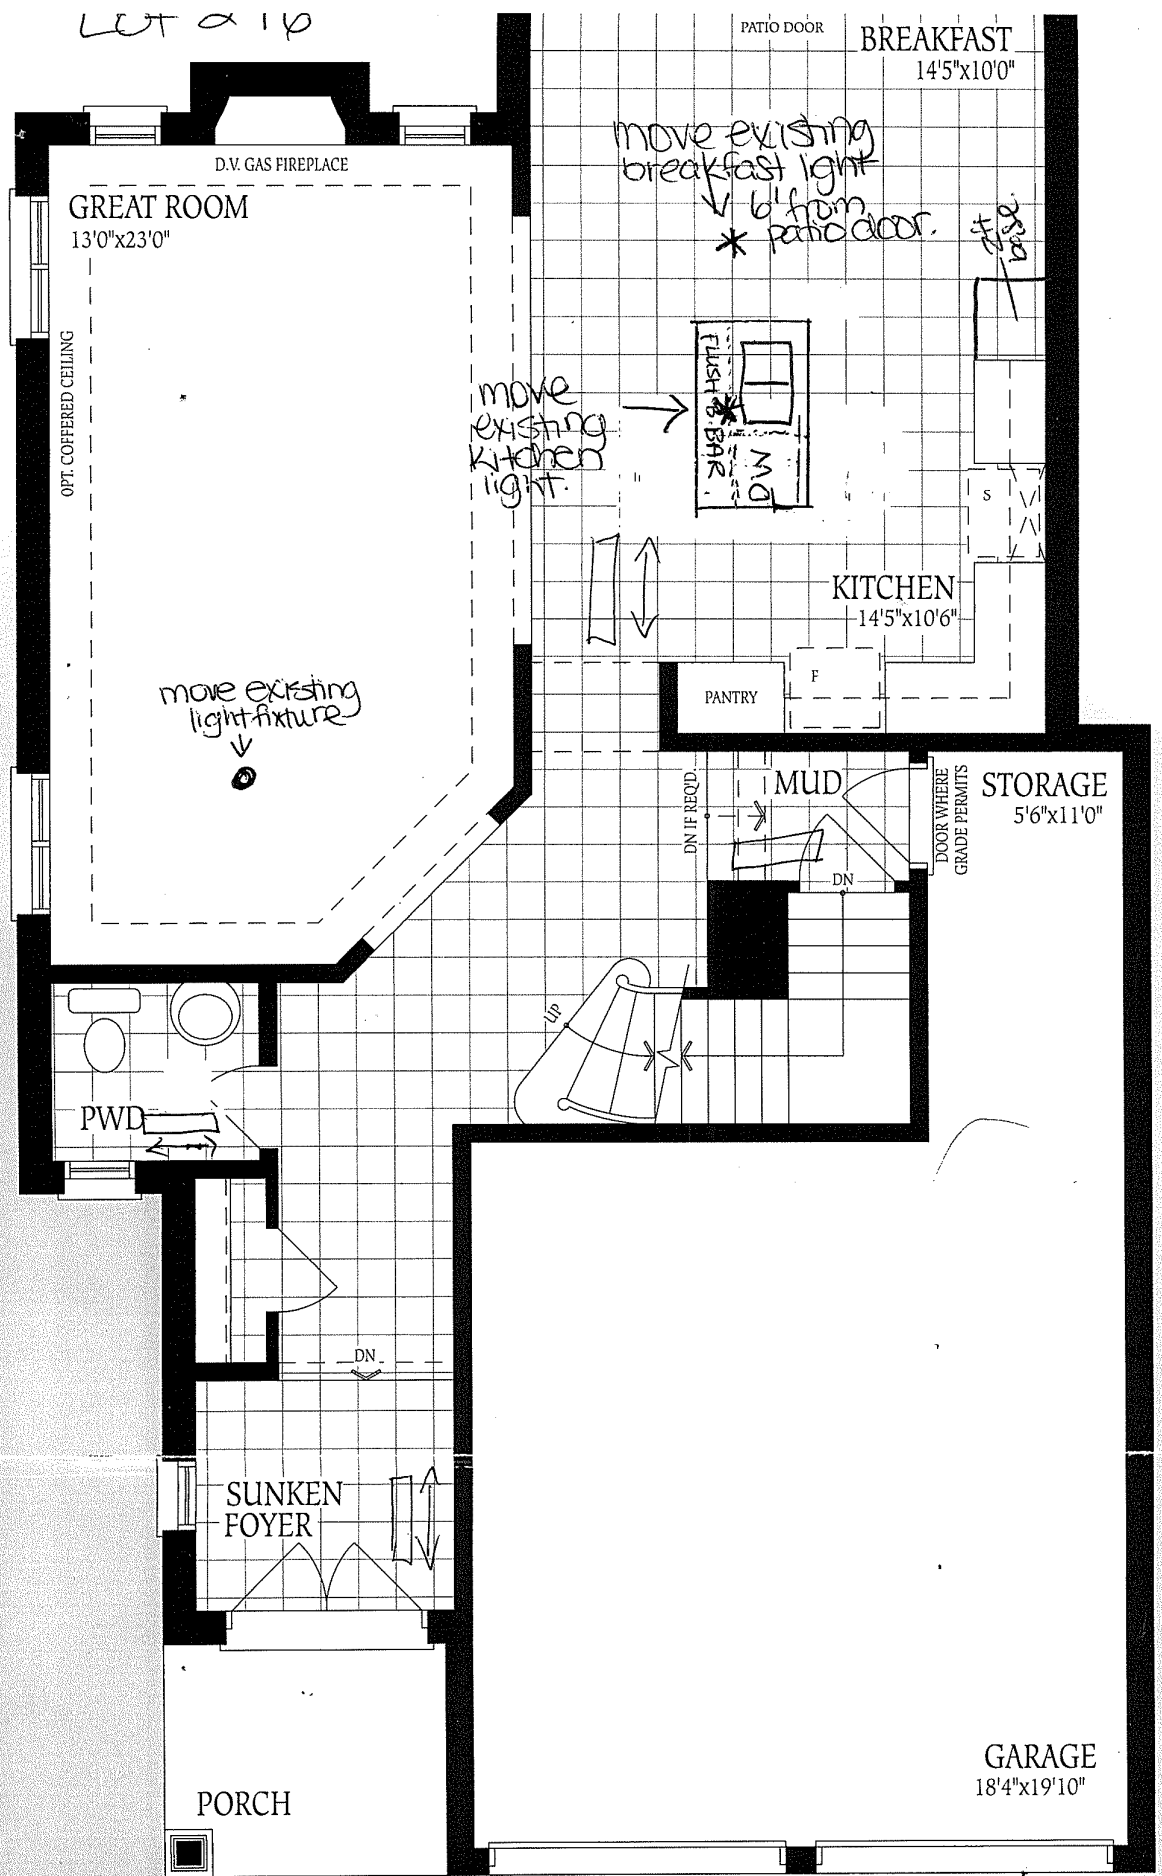 LOT 216
PATIO DOOR
BREAKFAST
14'5"x10'0"
move existing
breakfast light
6' from
patio door.
D.V. GAS FIREPLACE
GREAT ROOM
13'0"x23'0"
OPT. COFFERED CEILING
base
move
existing
kitchen
light.
FLUSH B. BAR.
S
KITCHEN
14'5"x10'6"
PANTRY
F
move existing
light fixture
DN IF REQ'D.
MUD
DOOR WHERE
GRADE PERMITS
STORAGE
5'6"x11'0"
DN
UP
PWD
DN
SUNKEN
FOYER
PORCH
GARAGE
18'4"x19'10"